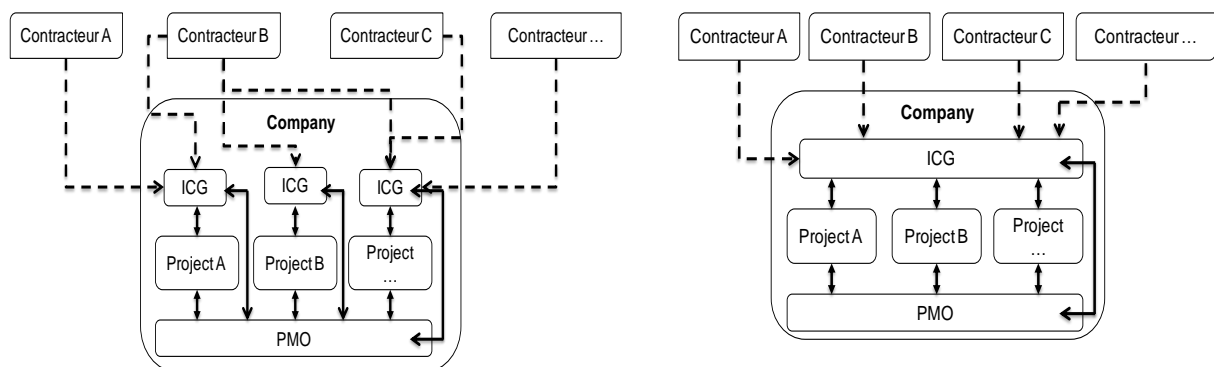 Contracteur A
Contracteur B
Contracteur C
Contracteur ...
Company
ICG
ICG
ICG
Project A
Project B
Project
...
PMO
Contracteur A
Contracteur B
Contracteur C
Contracteur ...
Company
ICG
Project A
Project B
Project
...
PMO